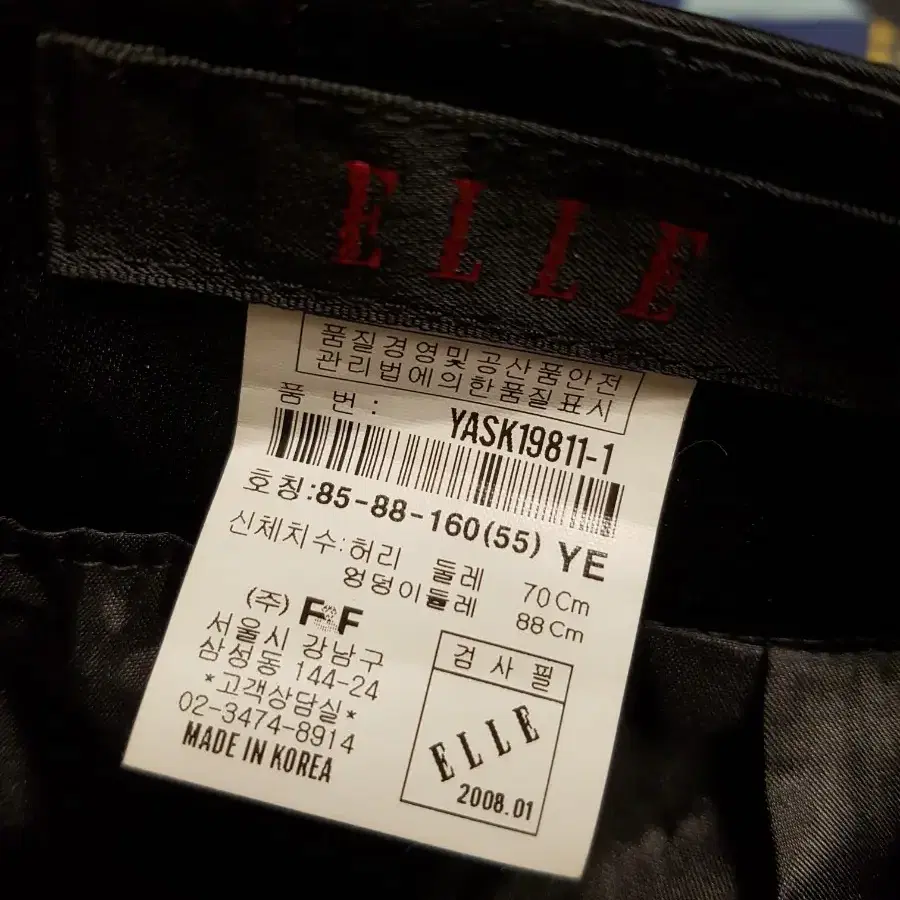 ELLE
품질경영및공산품안전
관리법에의한품질표시
품 번 : YASK19811-1
호칭:85-88-160(55) YE
신체치수:허리 둘레 70Cm
엉덩이둘레 88Cm
(주) F&F
서울시 강남구
삼성동 144-24
*고객상담실*
02-3474-8914
MADE IN KOREA
검사필
ELLE
2008.01